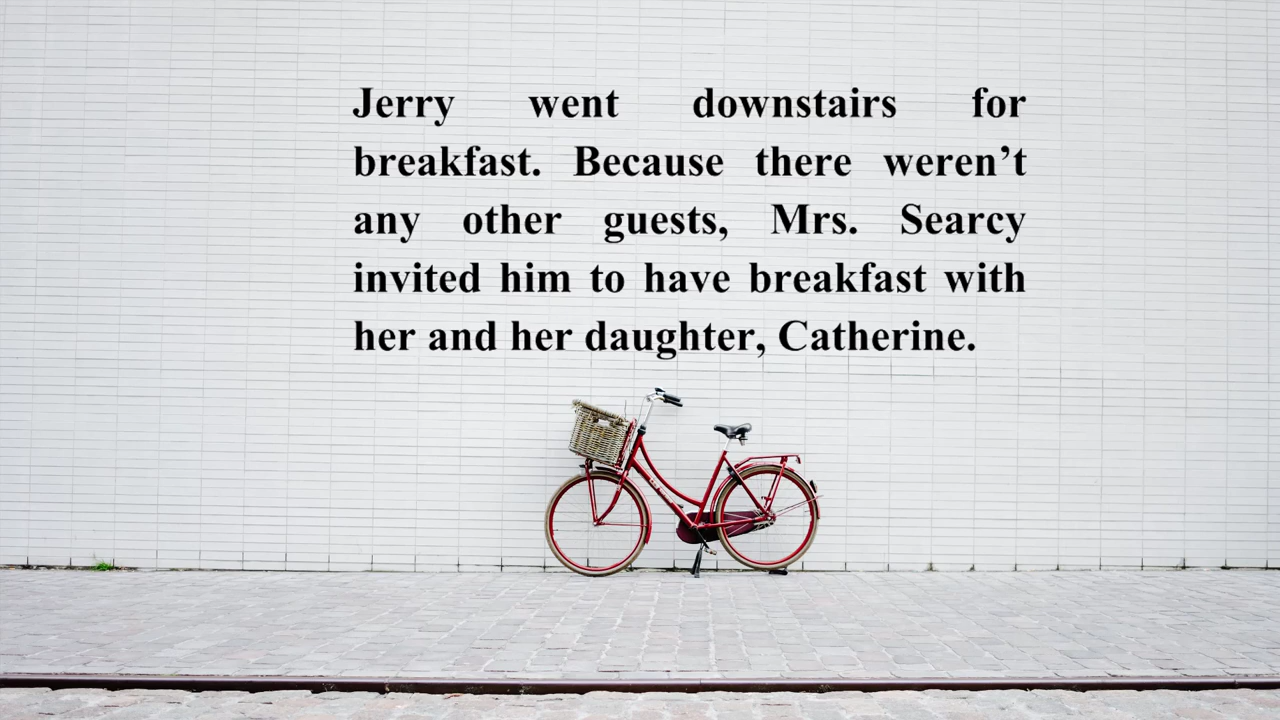 Jerry went downstairs for
breakfast. Because there weren’t
any other guests, Mrs. Searcy
invited him to have breakfast with
her and her daughter, Catherine.